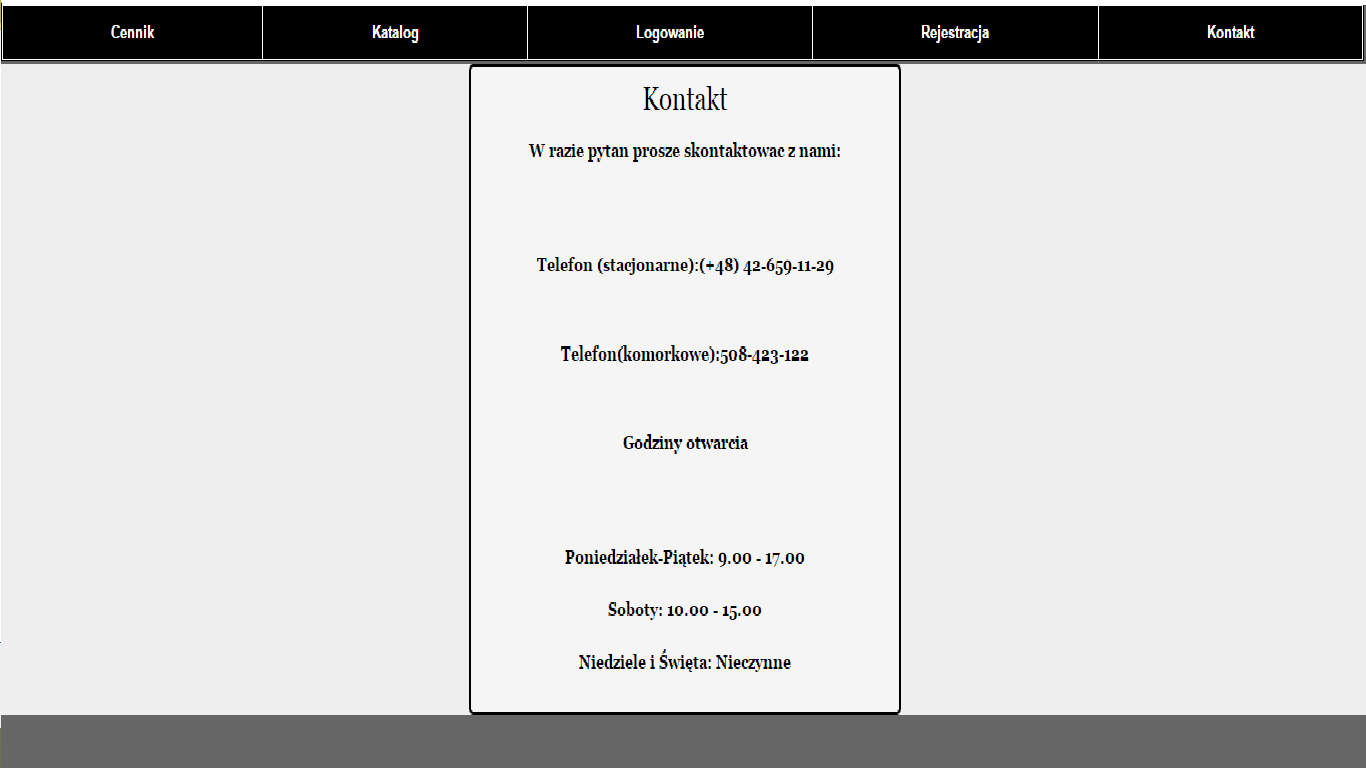 Cennik Katalog Logowanie Rejestracja Kontakt
Kontakt
W razie pytan prosze skontaktowac z nami:
Telefon (stacjonarne):(+48) 42-659-11-29
Telefon(komorkowe):508-423-122
Godziny otwarcia
Poniedziałek-Piątek: 9.00 - 17.00
Soboty: 10.00 - 15.00
Niedziele i Święta: Nieczynne